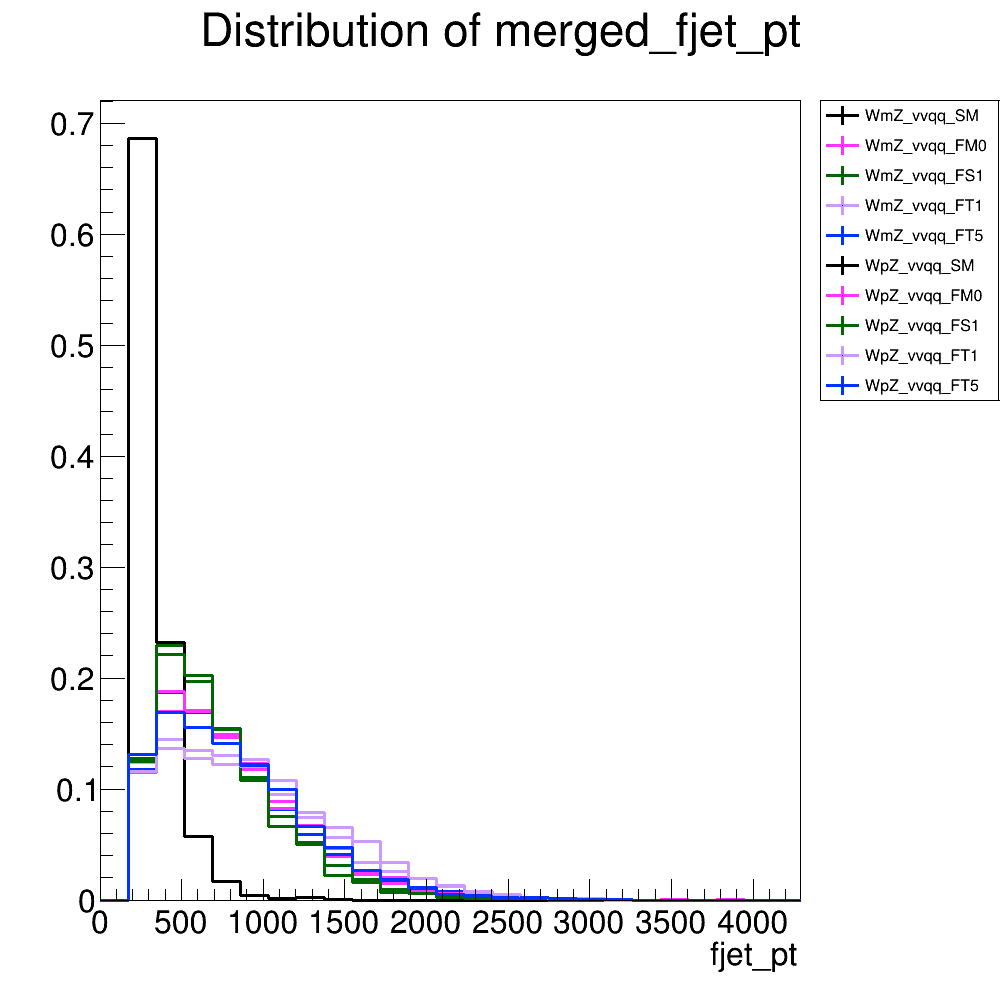 Distribution of merged_fjet_pt
WmZ_vvqq_SM
WmZ_vvqq_FM0
WmZ_vvqq_FS1
WmZ_vvqq_FT1
WmZ_vvqq_FT5
WpZ_vvqq_SM
WpZ_vvqq_FM0
WpZ_vvqq_FS1
WpZ_vvqq_FT1
WpZ_vvqq_FT5
0.7
0.6
0.5
0.4
0.3
0.2
0.1
0
0 500 1000 1500 2000 2500 3000 3500 4000
fjet_pt